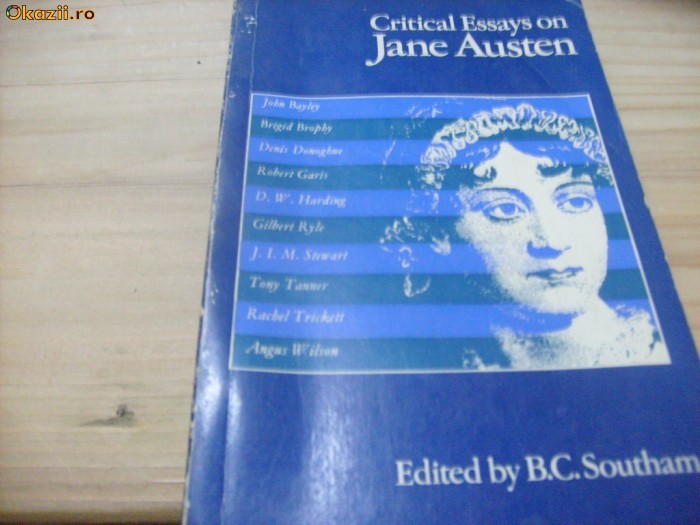 Okazii.ro
Critical Essays on
Jane Austen
John Bayley
Brigid Brophy
Denis Donoghue
Robert Garis
D. W. Harding
Gilbert Ryle
J. I. M. Stewart
Tony Tanner
Rachel Trickett
Angus Wilson
Edited by B.C. Southam